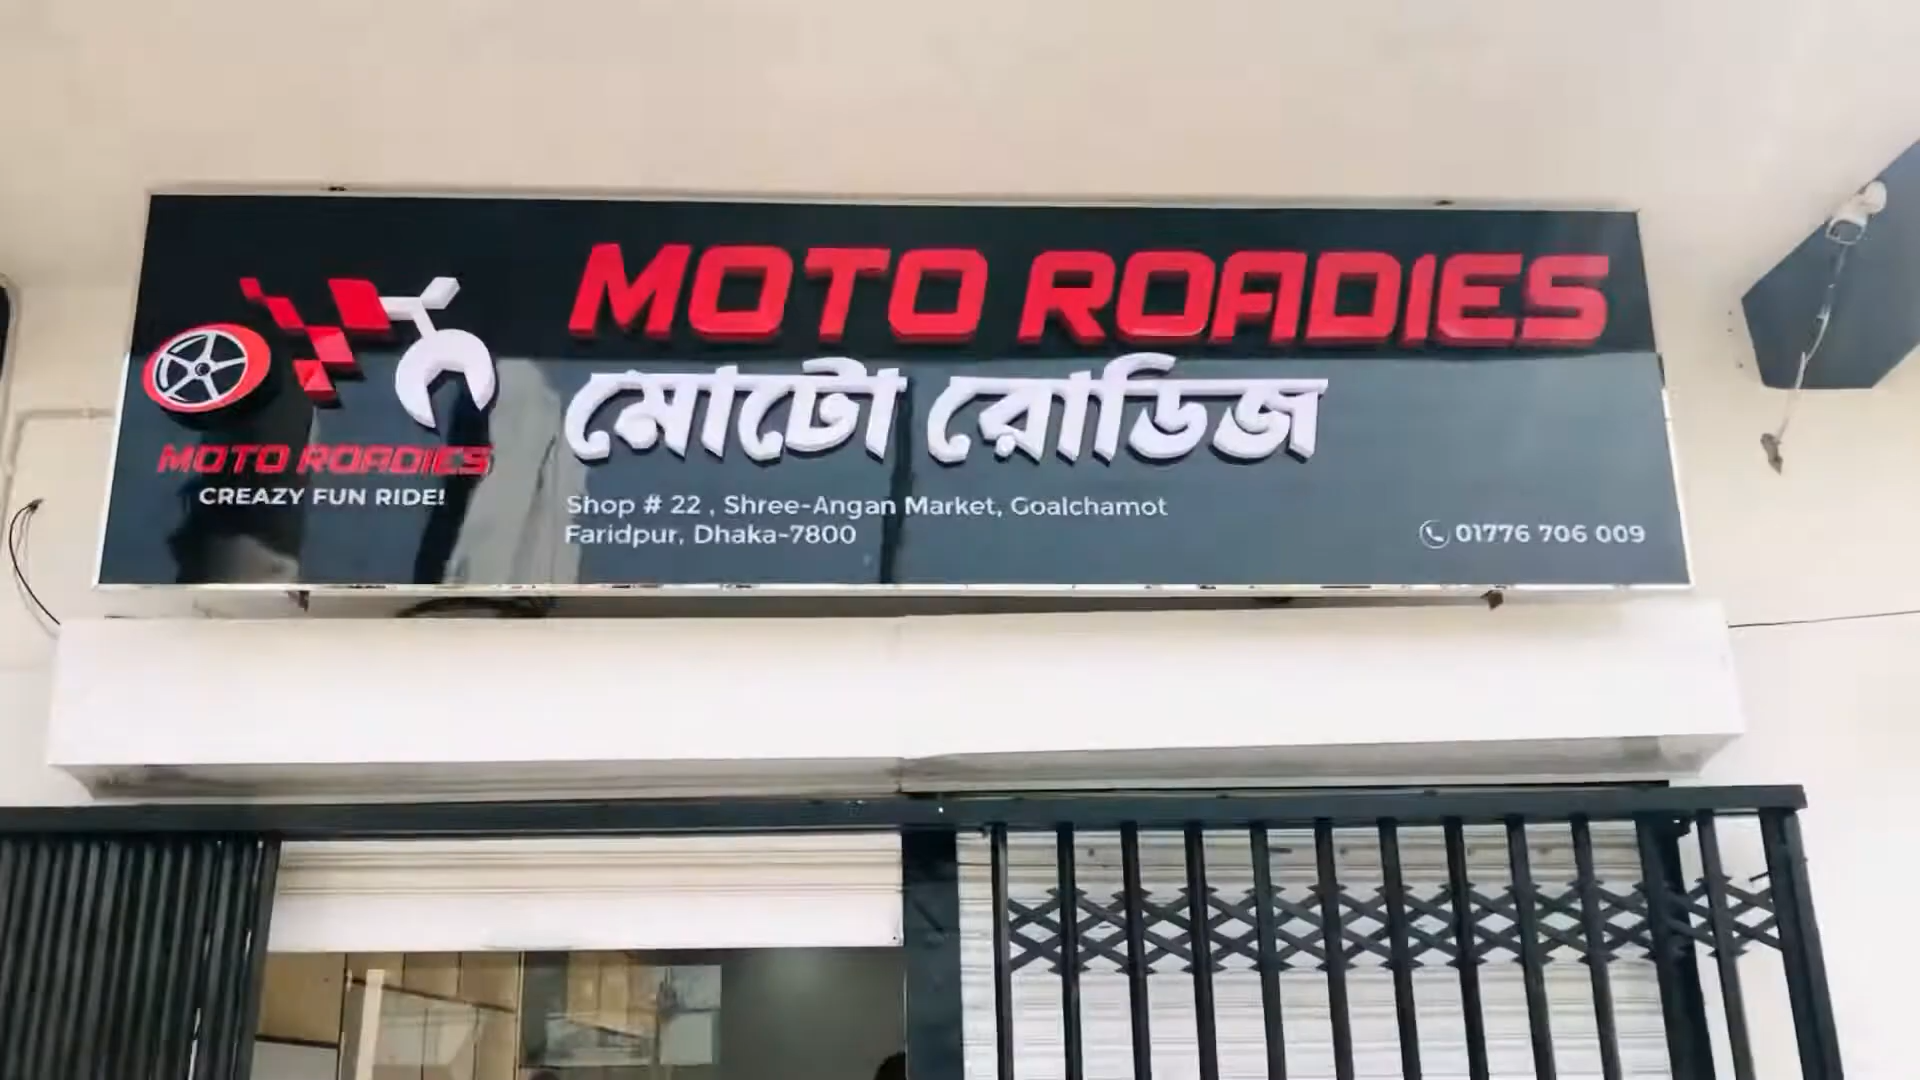 MOTO ROADIES
মোটো রোডিজ
MOTO ROADIES
CREAZY FUN RIDE!
Shop # 22 , Shree-Angan Market, Goalchamot
Faridpur, Dhaka-7800
01776 706 009